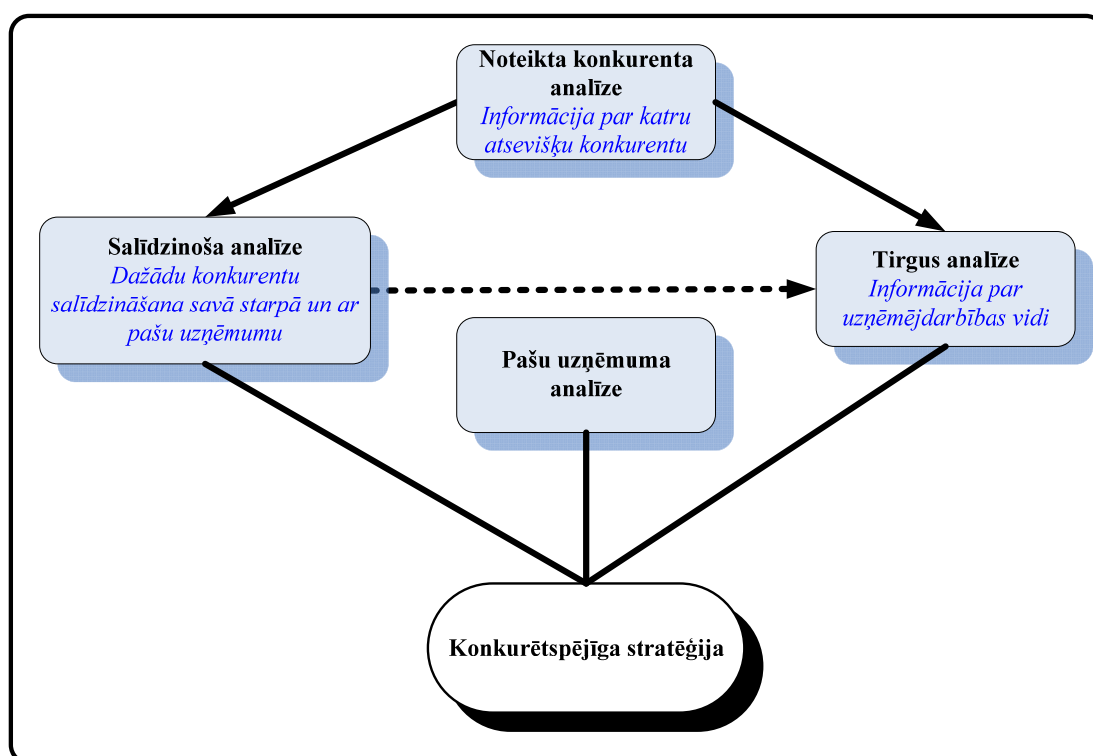 Noteikta konkurenta
analīze
Informācija par katru
atsevišķu konkurentu
Salīdzinoša analīze
Dažādu konkurentu
salīdzināšana savā starpā un ar
pašu uzņēmumu
Tirgus analīze
Informācija par
uzņēmējdarbības vidi
Pašu uzņēmuma
analīze
Konkurētspējīga stratēģija